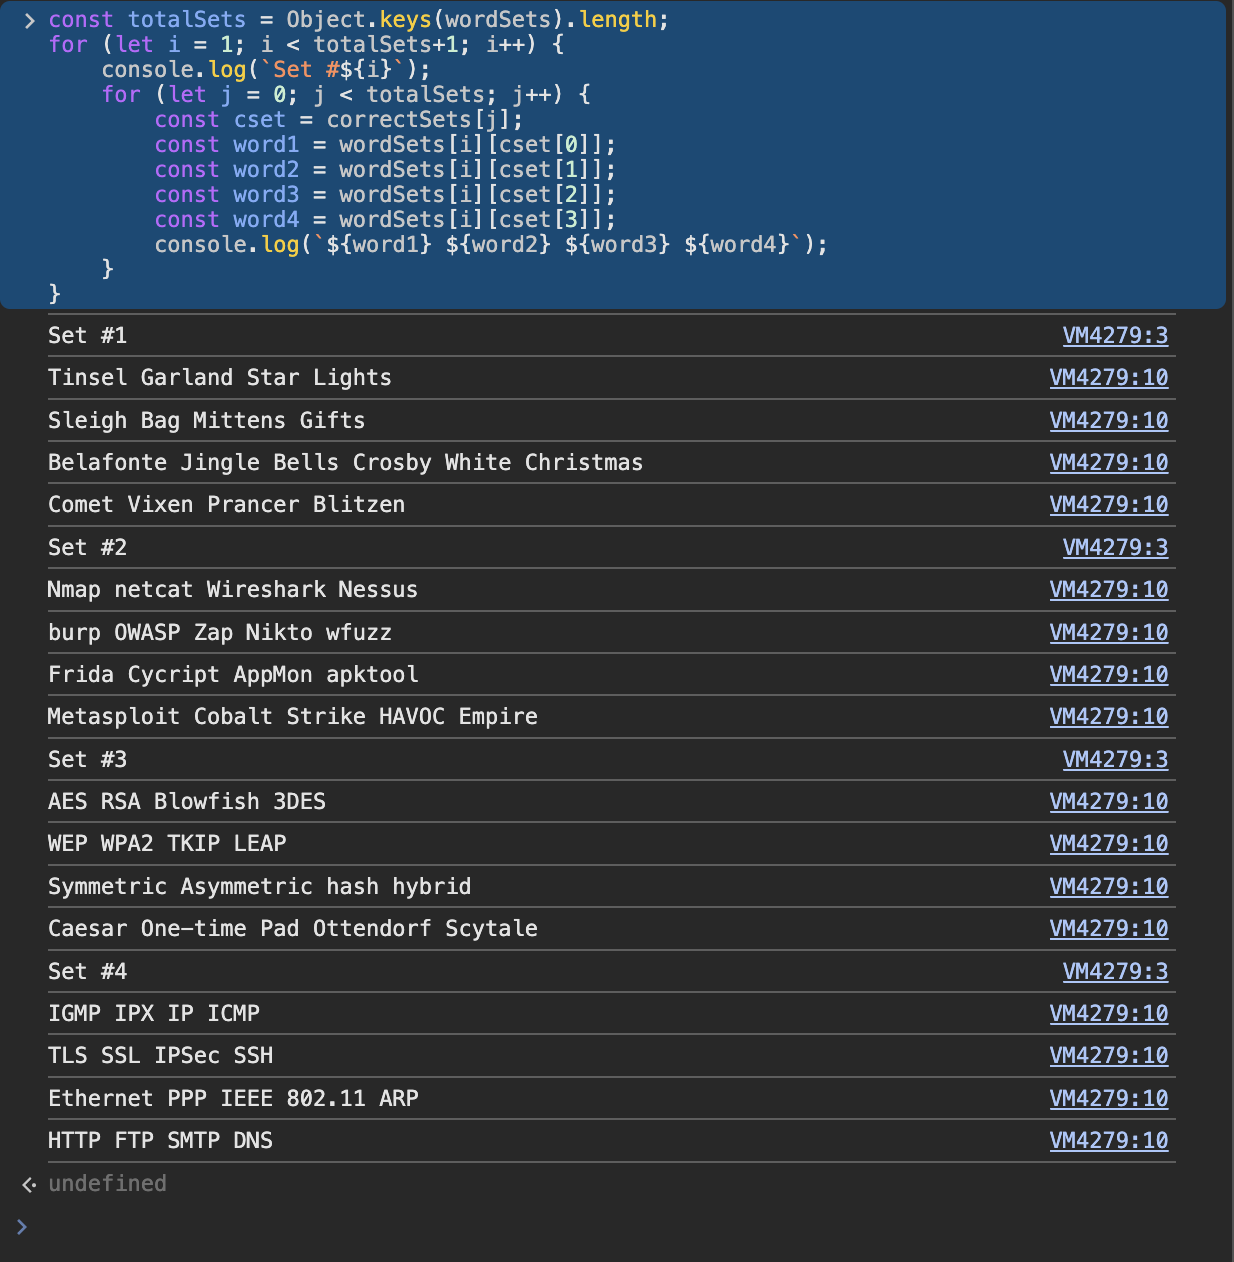 const totalSets = Object.keys(wordSets).length;
for (let i = 1; i < totalSets+1; i++) {
    console.log(`Set #${i}`);
    for (let j = 0; j < totalSets; j++) {
        const cset = correctSets[j];
        const word1 = wordSets[i][cset[0]];
        const word2 = wordSets[i][cset[1]];
        const word3 = wordSets[i][cset[2]];
        const word4 = wordSets[i][cset[3]];
        console.log(`${word1} ${word2} ${word3} ${word4}`);
    }
}
Set #1 VM4279:3
Tinsel Garland Star Lights VM4279:10
Sleigh Bag Mittens Gifts VM4279:10
Belafonte Jingle Bells Crosby White Christmas VM4279:10
Comet Vixen Prancer Blitzen VM4279:10
Set #2 VM4279:3
Nmap netcat Wireshark Nessus VM4279:10
burp OWASP Zap Nikto wfuzz VM4279:10
Frida Cycript AppMon apktool VM4279:10
Metasploit Cobalt Strike HAVOC Empire VM4279:10
Set #3 VM4279:3
AES RSA Blowfish 3DES VM4279:10
WEP WPA2 TKIP LEAP VM4279:10
Symmetric Asymmetric hash hybrid VM4279:10
Caesar One-time Pad Ottendorf Scytale VM4279:10
Set #4 VM4279:3
IGMP IPX IP ICMP VM4279:10
TLS SSL IPSec SSH VM4279:10
Ethernet PPP IEEE 802.11 ARP VM4279:10
HTTP FTP SMTP DNS VM4279:10
undefined